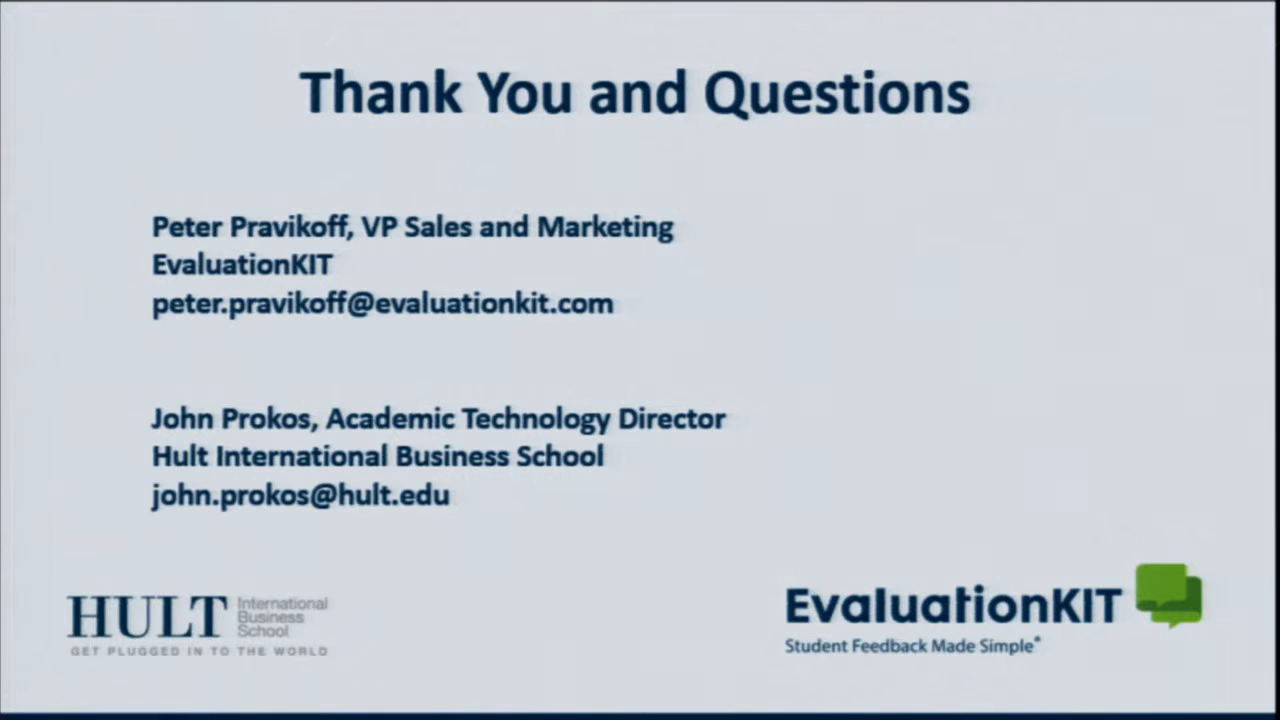 Thank You and Questions
Peter Pravikoff, VP Sales and Marketing
EvaluationKIT
peter.pravikoff@evaluationkit.com
John Prokos, Academic Technology Director
Hult International Business School
john.prokos@hult.edu
HULT International
Business
School
GET PLUGGED IN TO THE WORLD
EvaluationKIT
Student Feedback Made Simple®